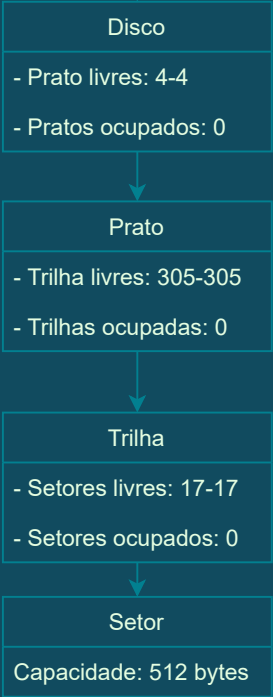 Disco
- Prato livres: 4-4
- Pratos ocupados: 0
Prato
- Trilha livres: 305-305
- Trilhas ocupadas: 0
Trilha
- Setores livres: 17-17
- Setores ocupados: 0
Setor
Capacidade: 512 bytes